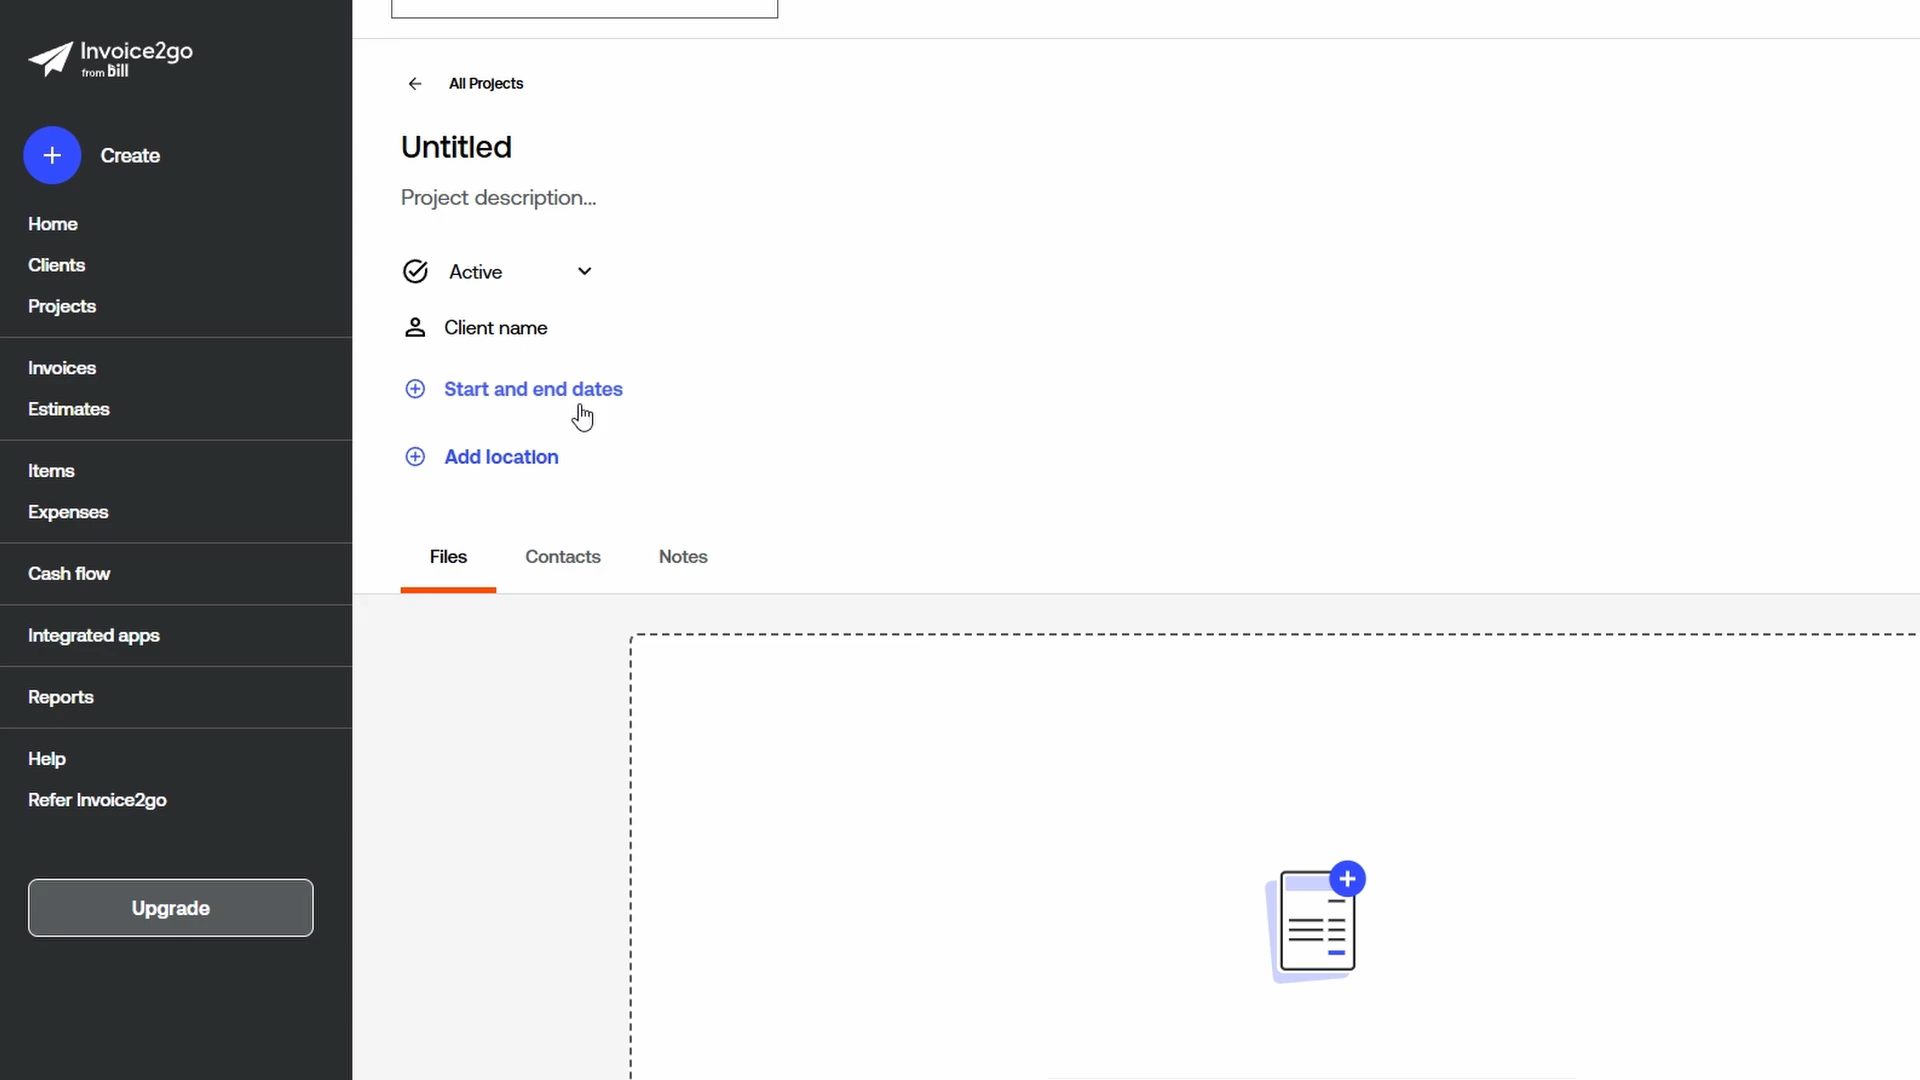 Invoice2go
from bill
Create
Home
Clients
Projects
Invoices
Estimates
Items
Expenses
Cash flow
Integrated apps
Reports
Help
Refer Invoice2go
Upgrade
All Projects
Untitled
Project description...
Active
Client name
Start and end dates
Add location
Files Contacts Notes